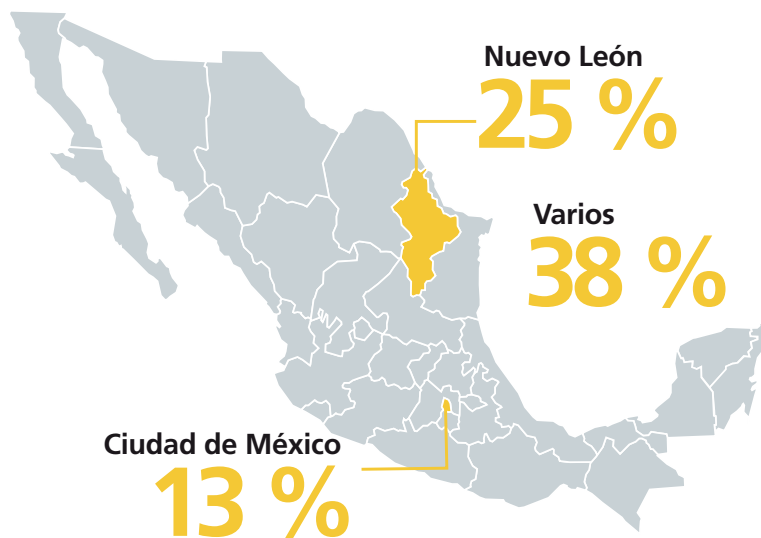 Nuevo León
25 %
Varios
38 %
Ciudad de México
13 %